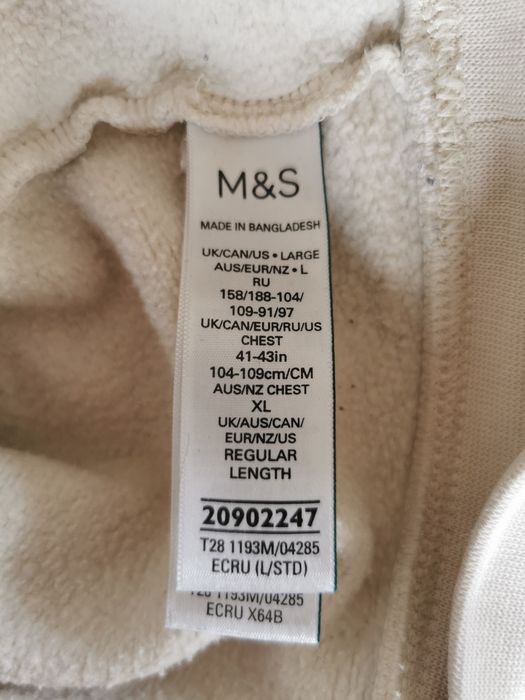 M&S
MADE IN BANGLADESH
UK/CAN/US • LARGE
AUS/EUR/NZ • L
RU
158/188-104/
109-91/97
UK/CAN/EUR/RU/US
CHEST
41-43in
104-109cm/CM
AUS/NZ CHEST
XL
UK/AUS/CAN/
EUR/NZ/US
REGULAR
LENGTH
20902247
T28 1193M/04285
ECRU (L/STD)
T28 1193M/04285
ECRU X64B